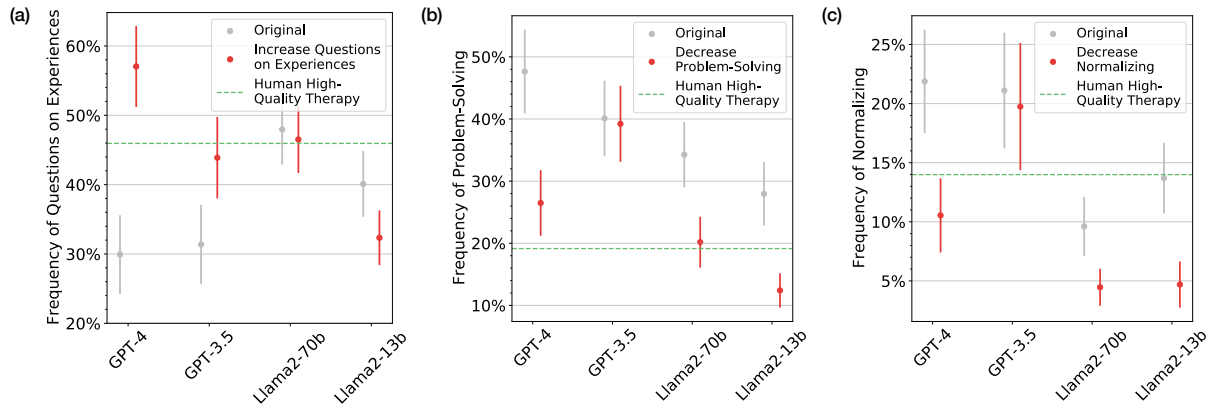 (a)
Frequency of Questions on Experiences
60%
50%
40%
30%
20%
Original
Increase Questions
on Experiences
Human High-
Quality Therapy
GPT-4
GPT-3.5
Llama2-70b
Llama2-13b
(b)
Frequency of Problem-Solving
50%
40%
30%
20%
10%
Original
Decrease
Problem-Solving
Human High-
Quality Therapy
GPT-4
GPT-3.5
Llama2-70b
Llama2-13b
(c)
Frequency of Normalizing
25%
20%
15%
10%
5%
Original
Decrease
Normalizing
Human High-
Quality Therapy
GPT-4
GPT-3.5
Llama2-70b
Llama2-13b